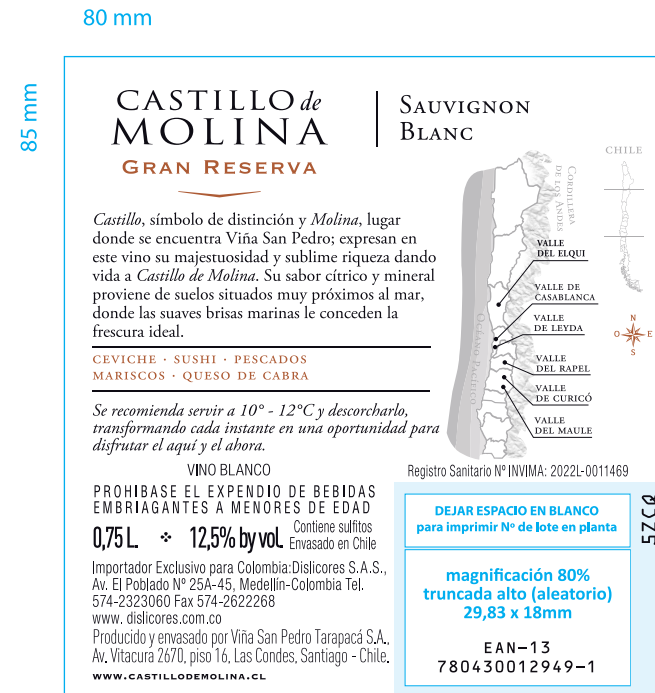 80 mm
85 mm
CASTILLO de
MOLINA
GRAN RESERVA
SAUVIGNON
BLANC
Castillo, símbolo de distinción y Molina, lugar
donde se encuentra Viña San Pedro; expresan en
este vino su majestuosidad y sublime riqueza dando
vida a Castillo de Molina. Su sabor cítrico y mineral
proviene de suelos situados muy próximos al mar,
donde las suaves brisas marinas le conceden la
frescura ideal.
CEVICHE · SUSHI · PESCADOS
MARISCOS · QUESO DE CABRA
Se recomienda servir a 10° - 12°C y descorcharlo,
transformando cada instante en una oportunidad para
disfrutar el aquí y el ahora.
CHILE
CORDILLERA
DE LOS ANDES
OCÉANO PACÍFICO
VALLE
DEL ELQUI
VALLE DE
CASABLANCA
VALLE
DE LEYDA
VALLE
DEL RAPEL
VALLE
DE CURICÓ
VALLE
DEL MAULE
N
O E
S
VINO BLANCO
PROHIBASE EL EXPENDIO DE BEBIDAS
EMBRIAGANTES A MENORES DE EDAD
0,75 L. 12,5% by vol.
Contiene sulfitos
Envasado en Chile
Importador Exclusivo para Colombia:Dislicores S.A.S.,
Av. El Poblado Nº 25A-45, Medellín-Colombia Tel.
574-2323060 Fax 574-2622268
www. dislicores.com.co
Producido y envasado por Viña San Pedro Tarapacá S.A.,
Av. Vitacura 2670, piso 16, Las Condes, Santiago - Chile.
WWW.CASTILLODEMOLINA.CL
Registro Sanitario Nº INVIMA: 2022L-0011469
DEJAR ESPACIO EN BLANCO
para imprimir Nº de lote en planta
magnificación 80%
truncada alto (aleatorio)
29,83 x 18mm
EAN-13
780430012949-1